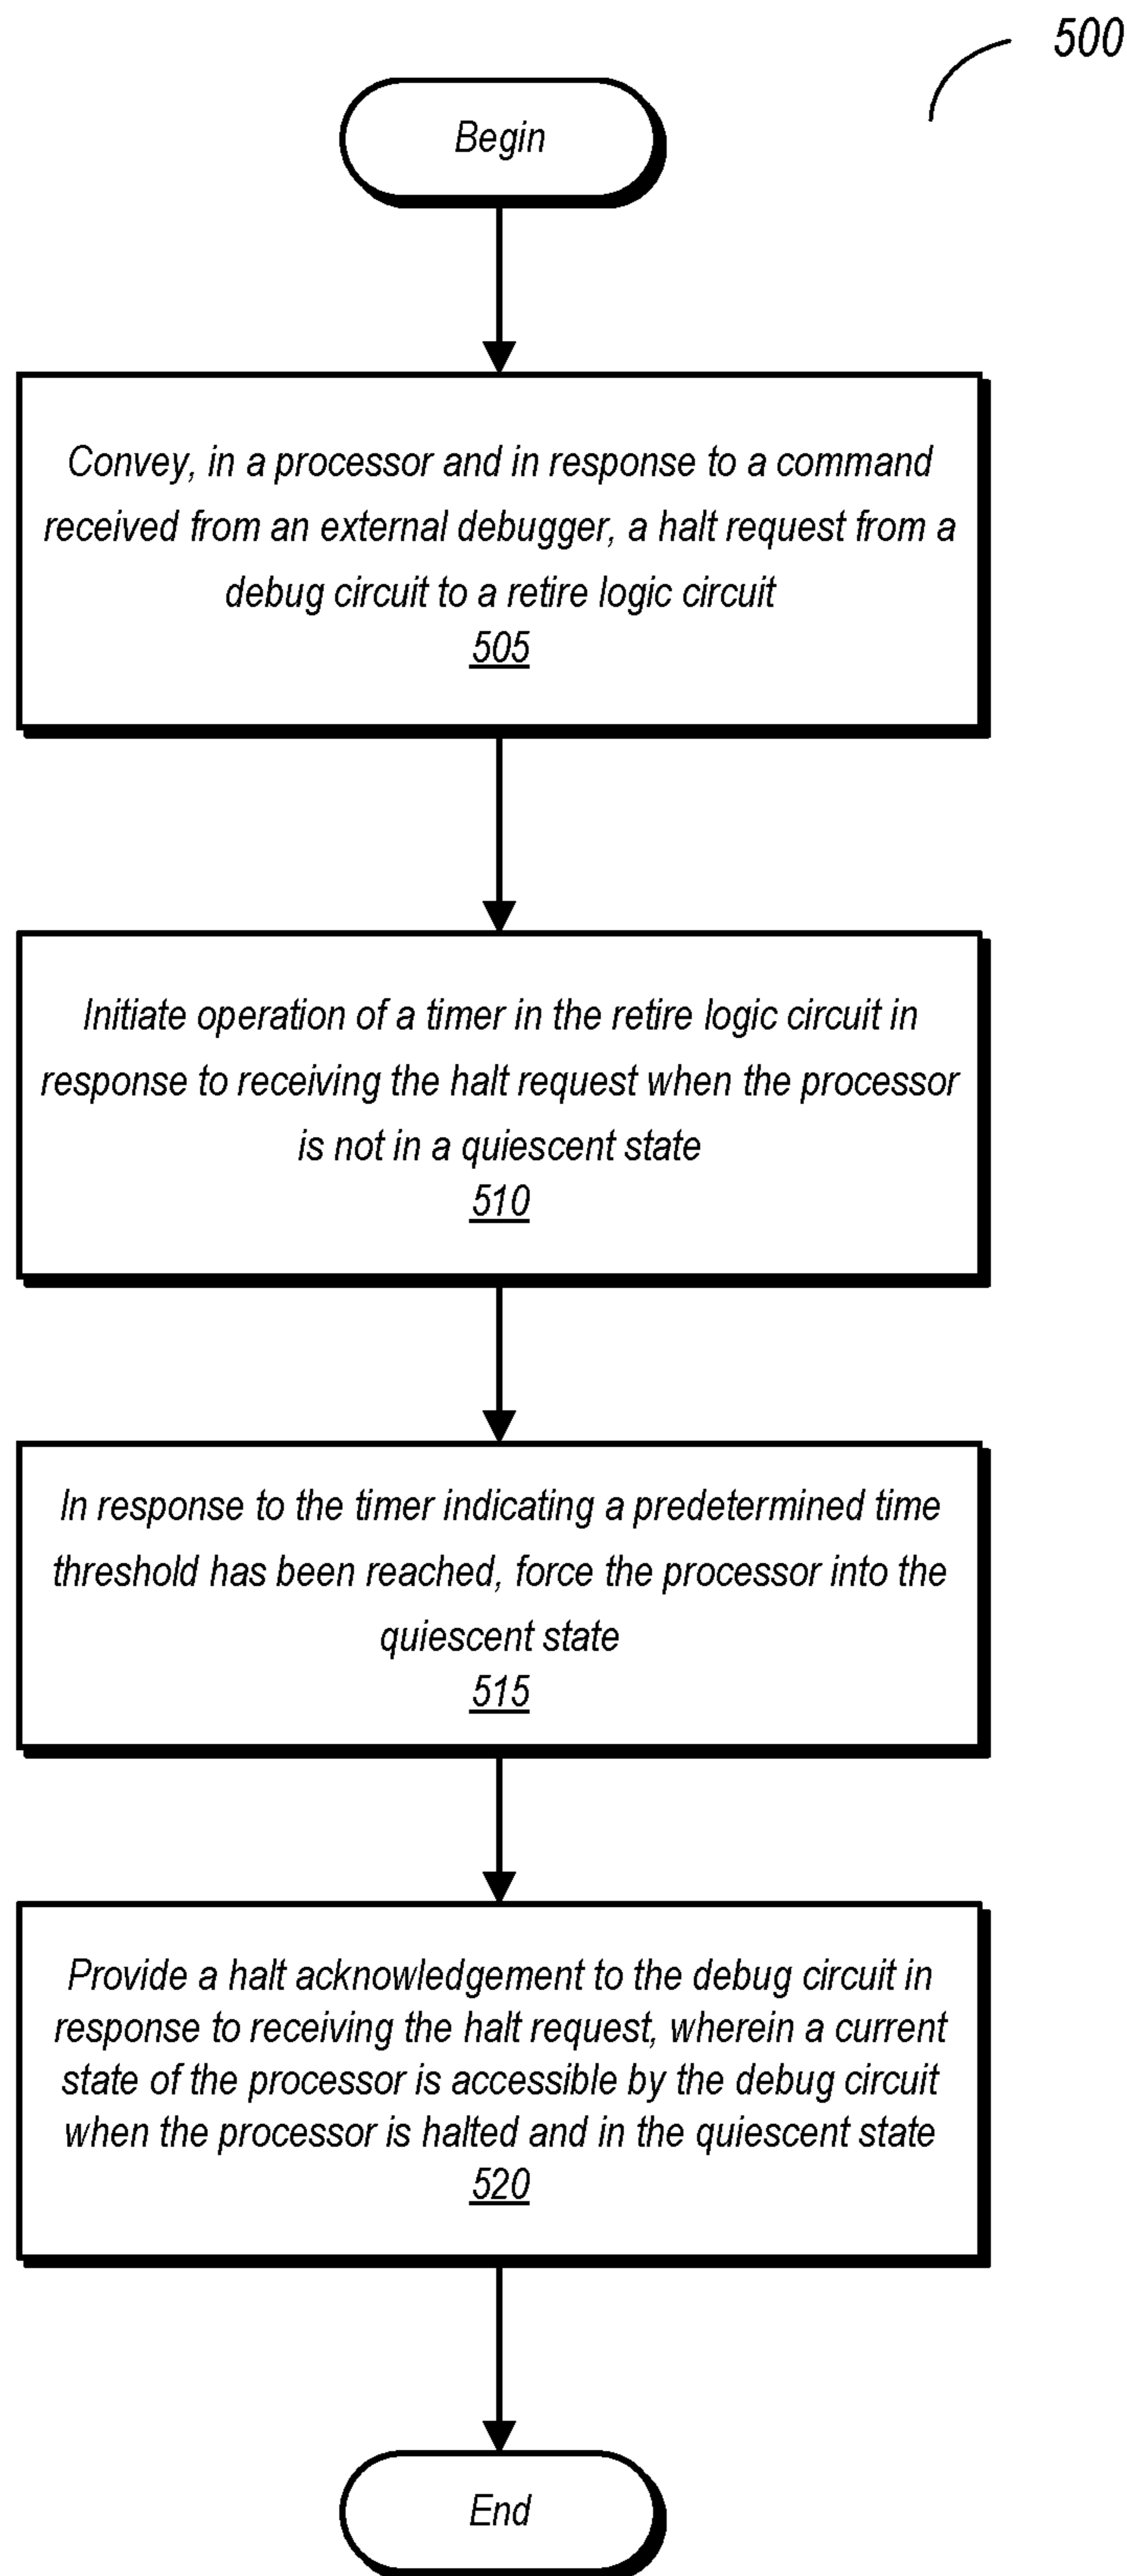 500
Begin
Convey, in a processor and in response to a command
received from an external debugger, a halt request from a
debug circuit to a retire logic circuit
505
Initiate operation of a timer in the retire logic circuit in
response to receiving the halt request when the processor
is not in a quiescent state
510
In response to the timer indicating a predetermined time
threshold has been reached, force the processor into the
quiescent state
515
Provide a halt acknowledgement to the debug circuit in
response to receiving the halt request, wherein a current
state of the processor is accessible by the debug circuit
when the processor is halted and in the quiescent state
520
End